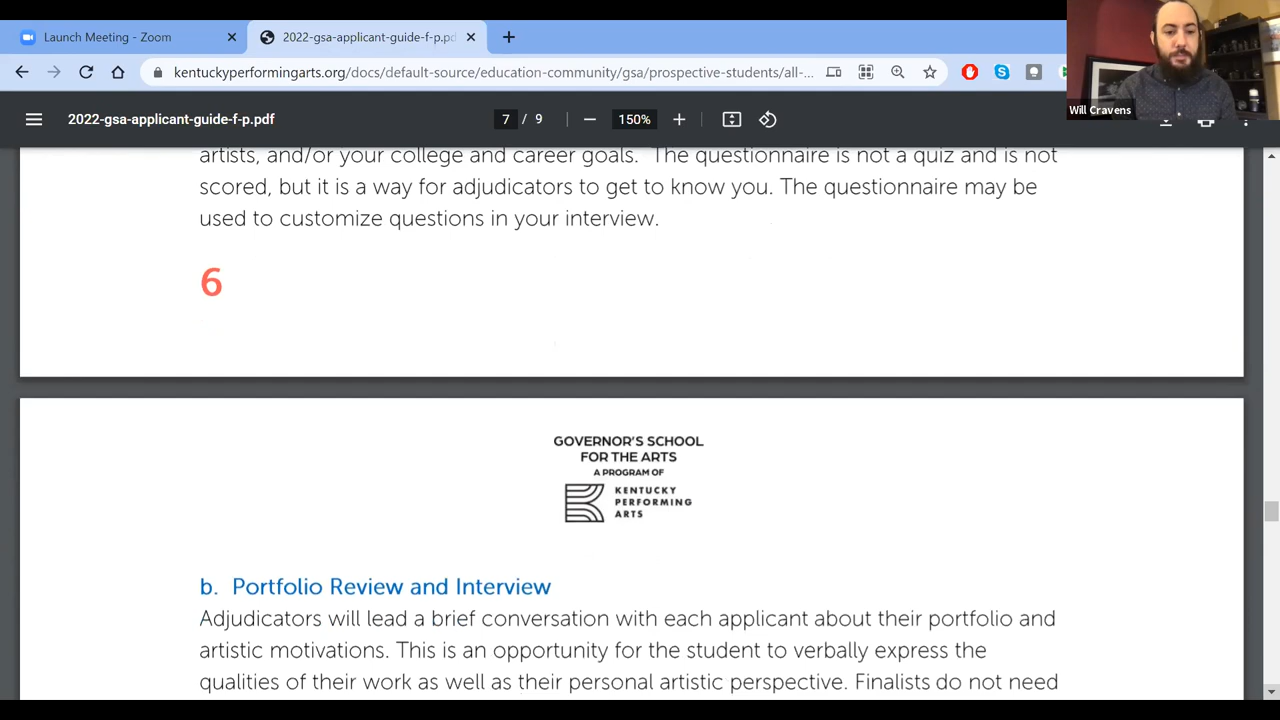 Launch Meeting - Zoom
2022-gsa-applicant-guide-f-p.pdf
kentuckyperformingarts.org/docs/default-source/education-community/gsa/prospective-students/all-...
Will Cravens
2022-gsa-applicant-guide-f-p.pdf
7 / 9
150%
artists, and/or your college and career goals. The questionnaire is not a quiz and is not
scored, but it is a way for adjudicators to get to know you. The questionnaire may be
used to customize questions in your interview.
6
GOVERNOR'S SCHOOL
FOR THE ARTS
A PROGRAM OF
KENTUCKY
PERFORMING
ARTS
b. Portfolio Review and Interview
Adjudicators will lead a brief conversation with each applicant about their portfolio and
artistic motivations. This is an opportunity for the student to verbally express the
qualities of their work as well as their personal artistic perspective. Finalists do not need